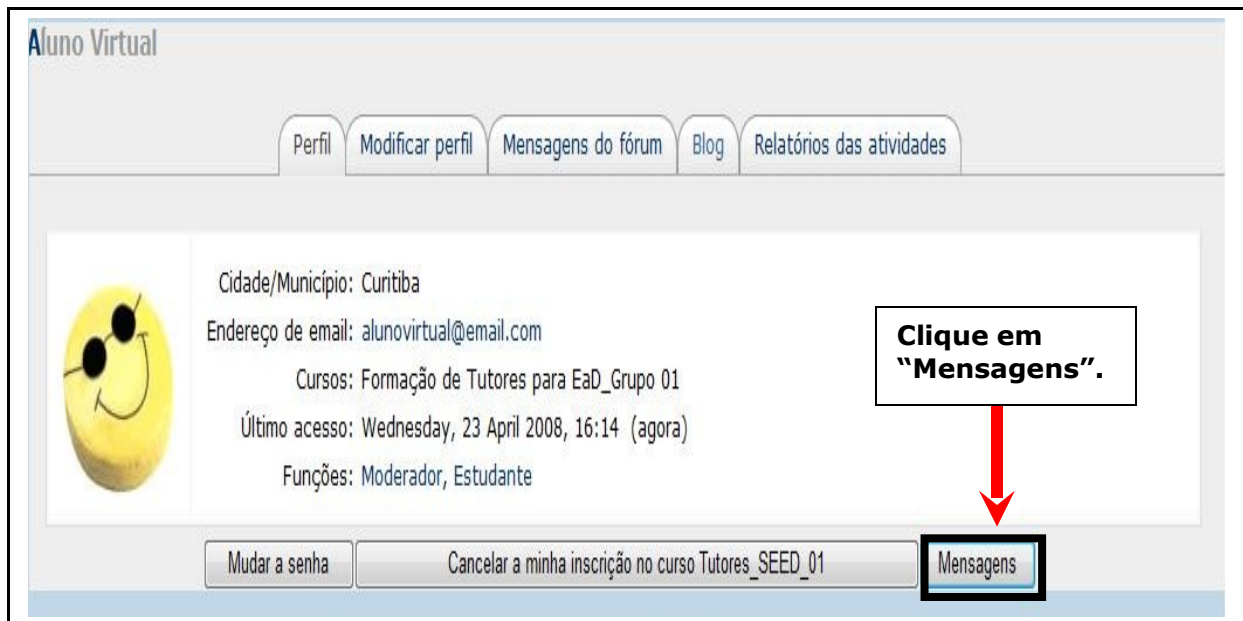 Aluno Virtual
Perfil Modificar perfil Mensagens do fórum Blog Relatórios das atividades
Cidade/Município: Curitiba
Endereço de email: alunovirtual@email.com
Cursos: Formação de Tutores para EaD_Grupo 01
Último acesso: Wednesday, 23 April 2008, 16:14 (agora)
Funções: Moderador, Estudante
Clique em
“Mensagens”.
Mudar a senha Cancelar a minha inscrição no curso Tutores_SEED_01 Mensagens